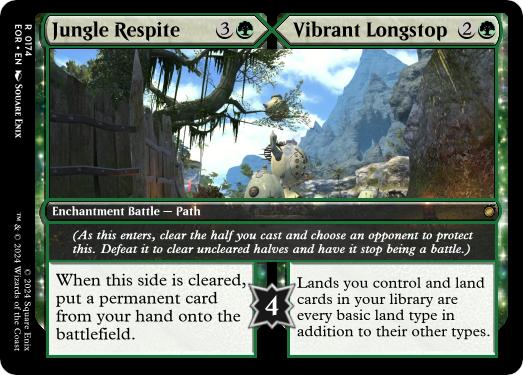 Jungle Respite 3
Vibrant Longstop 2
R 0174
EOR • EN SQUARE ENIX
™ & © 2024 Wizards of the Coast
© 2024 Square Enix
Enchantment Battle — Path
(As this enters, clear the half you cast and choose an opponent to protect
this. Defeat it to clear uncleared halves and have it stop being a battle.)
When this side is cleared,
put a permanent card
from your hand onto the
battlefield.
4
Lands you control and land
cards in your library are
every basic land type in
addition to their other types.